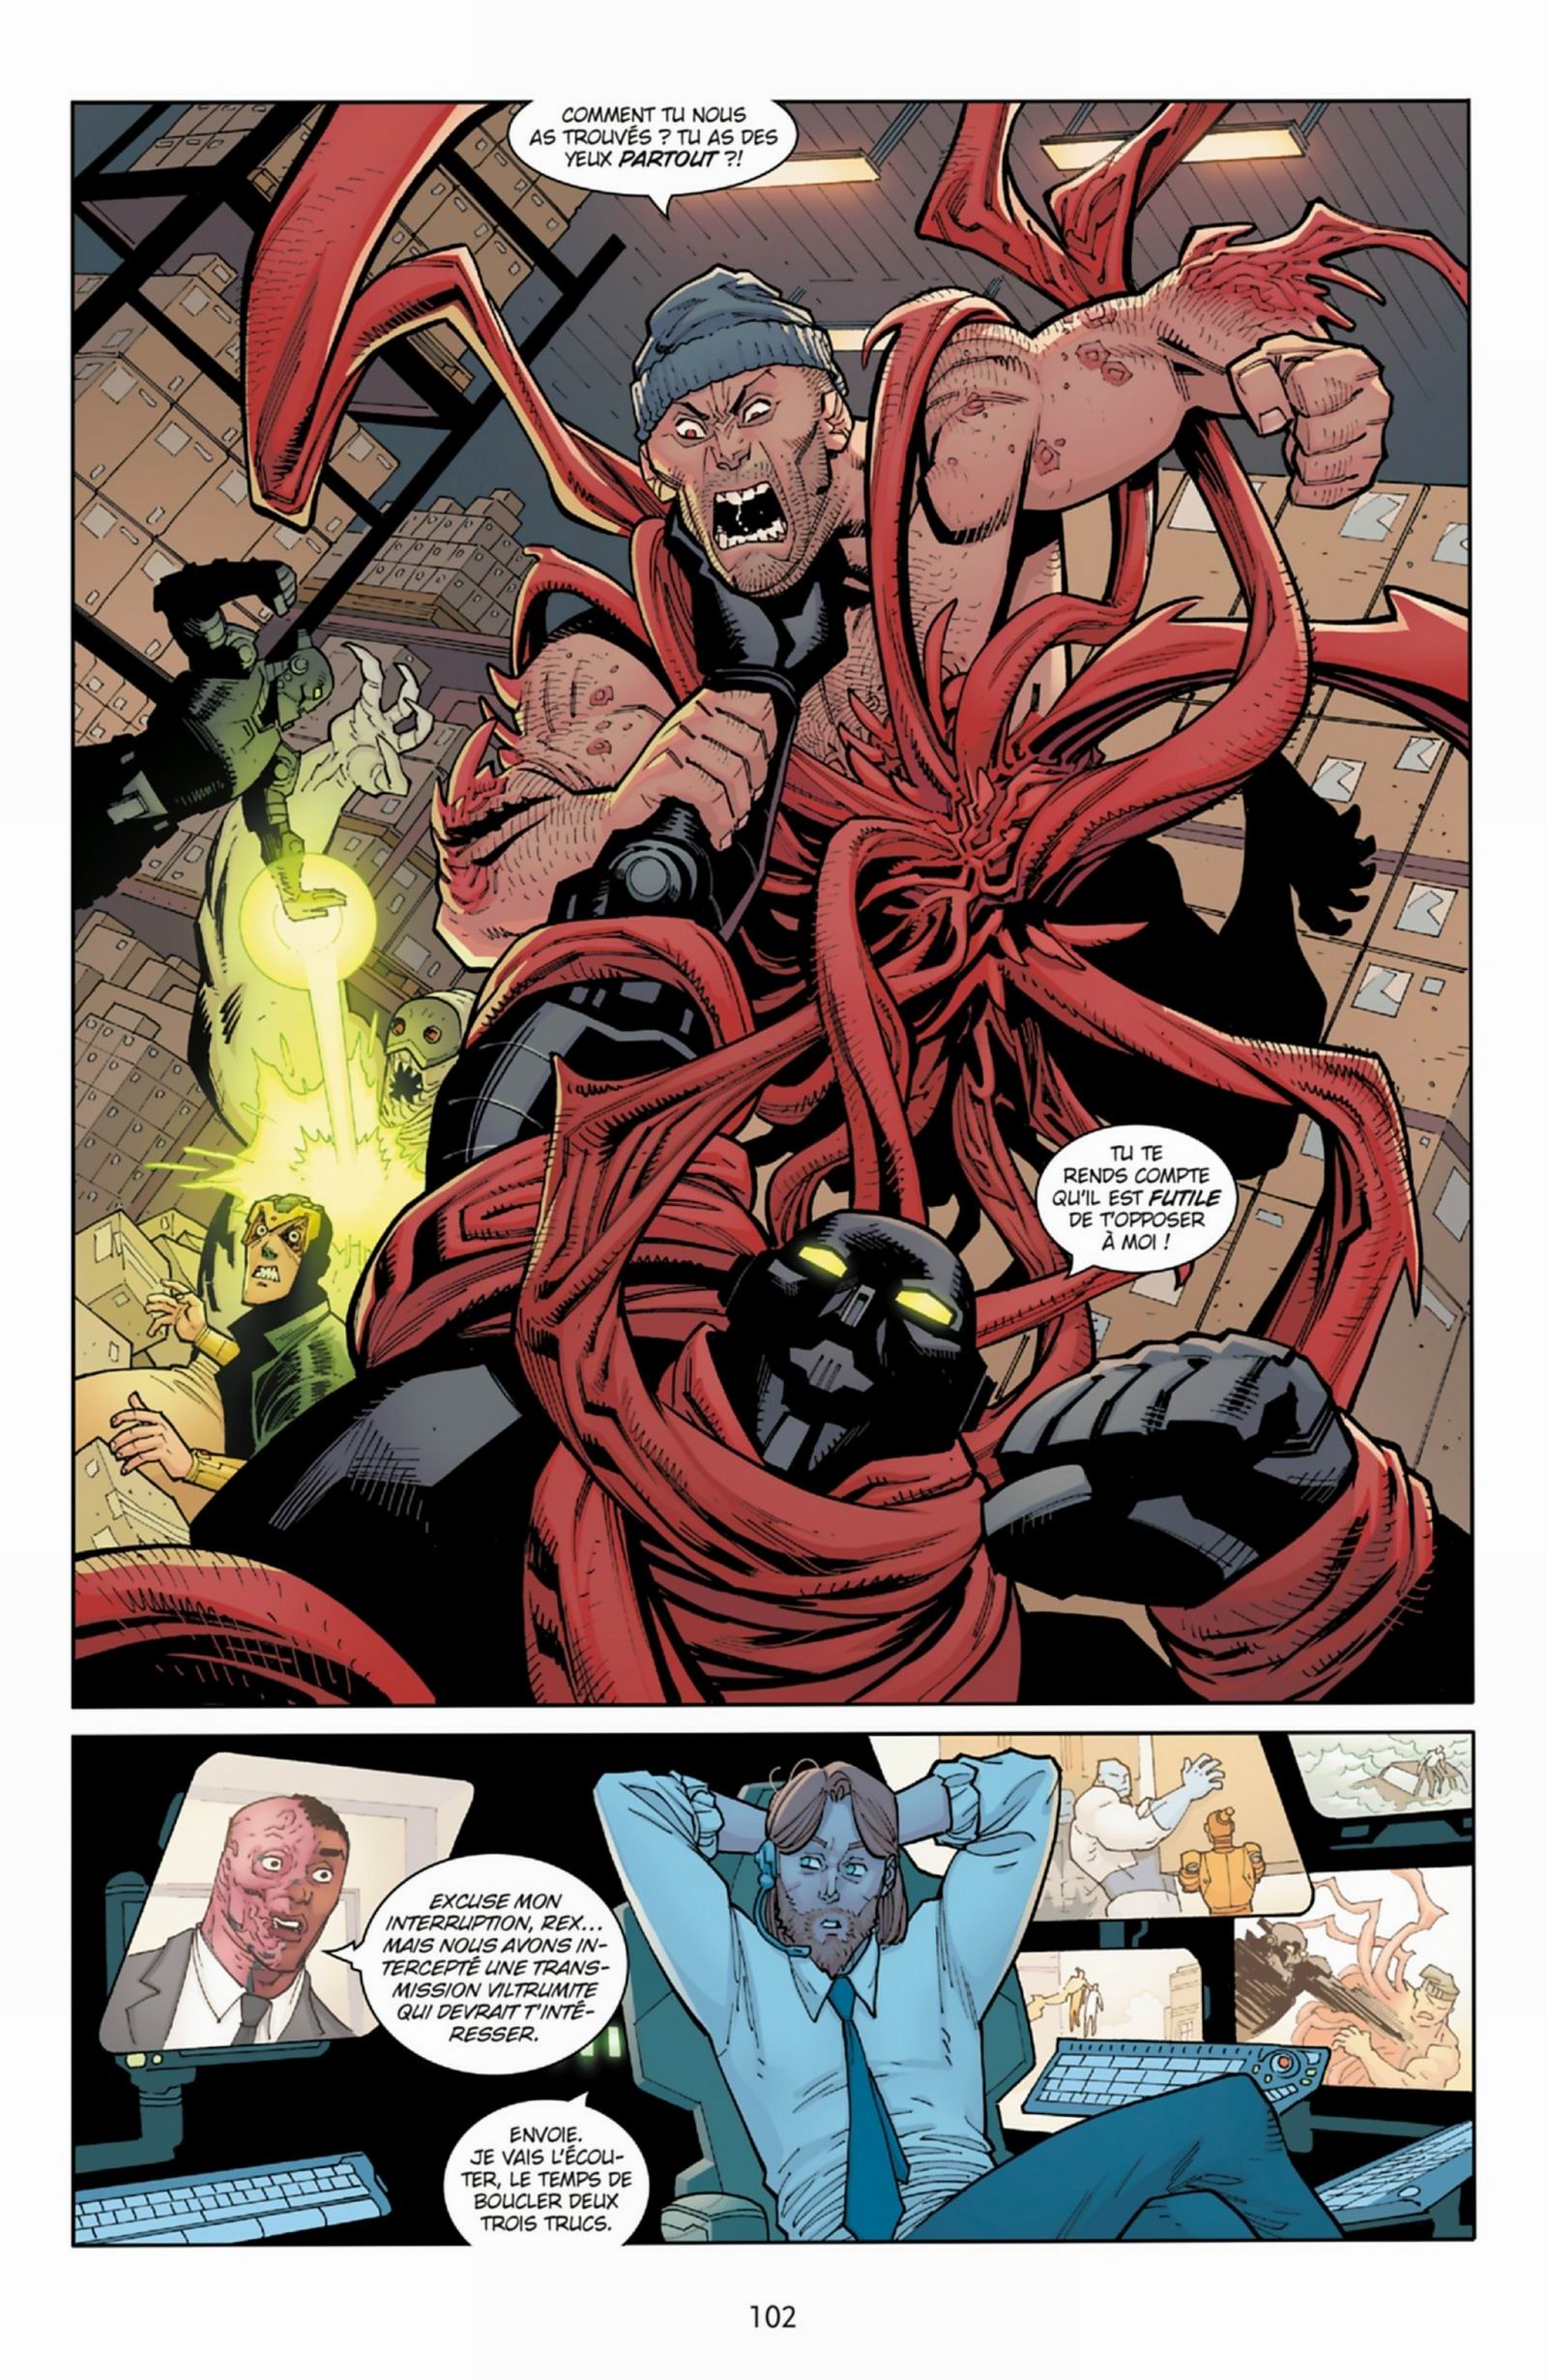 COMMENT TU NOUS
AS TROUVÉS ? TU AS DES
YEUX PARTOUT ?!
TU TE
RENDS COMPTE
QU'IL EST FUTILE
DE T'OPPOSER
À MOI !
EXCUSE MON
INTERRUPTION, REX...
MAIS NOUS AVONS IN-
TERCEPTÉ UNE TRANS-
MISSION VILTRUMITE
QUI DEVRAIT T'INTÉ-
RESSER.
ENVOIE.
JE VAIS L'ÉCOU-
TER, LE TEMPS DE
BOUCLER DEUX
TROIS TRUCS.
102